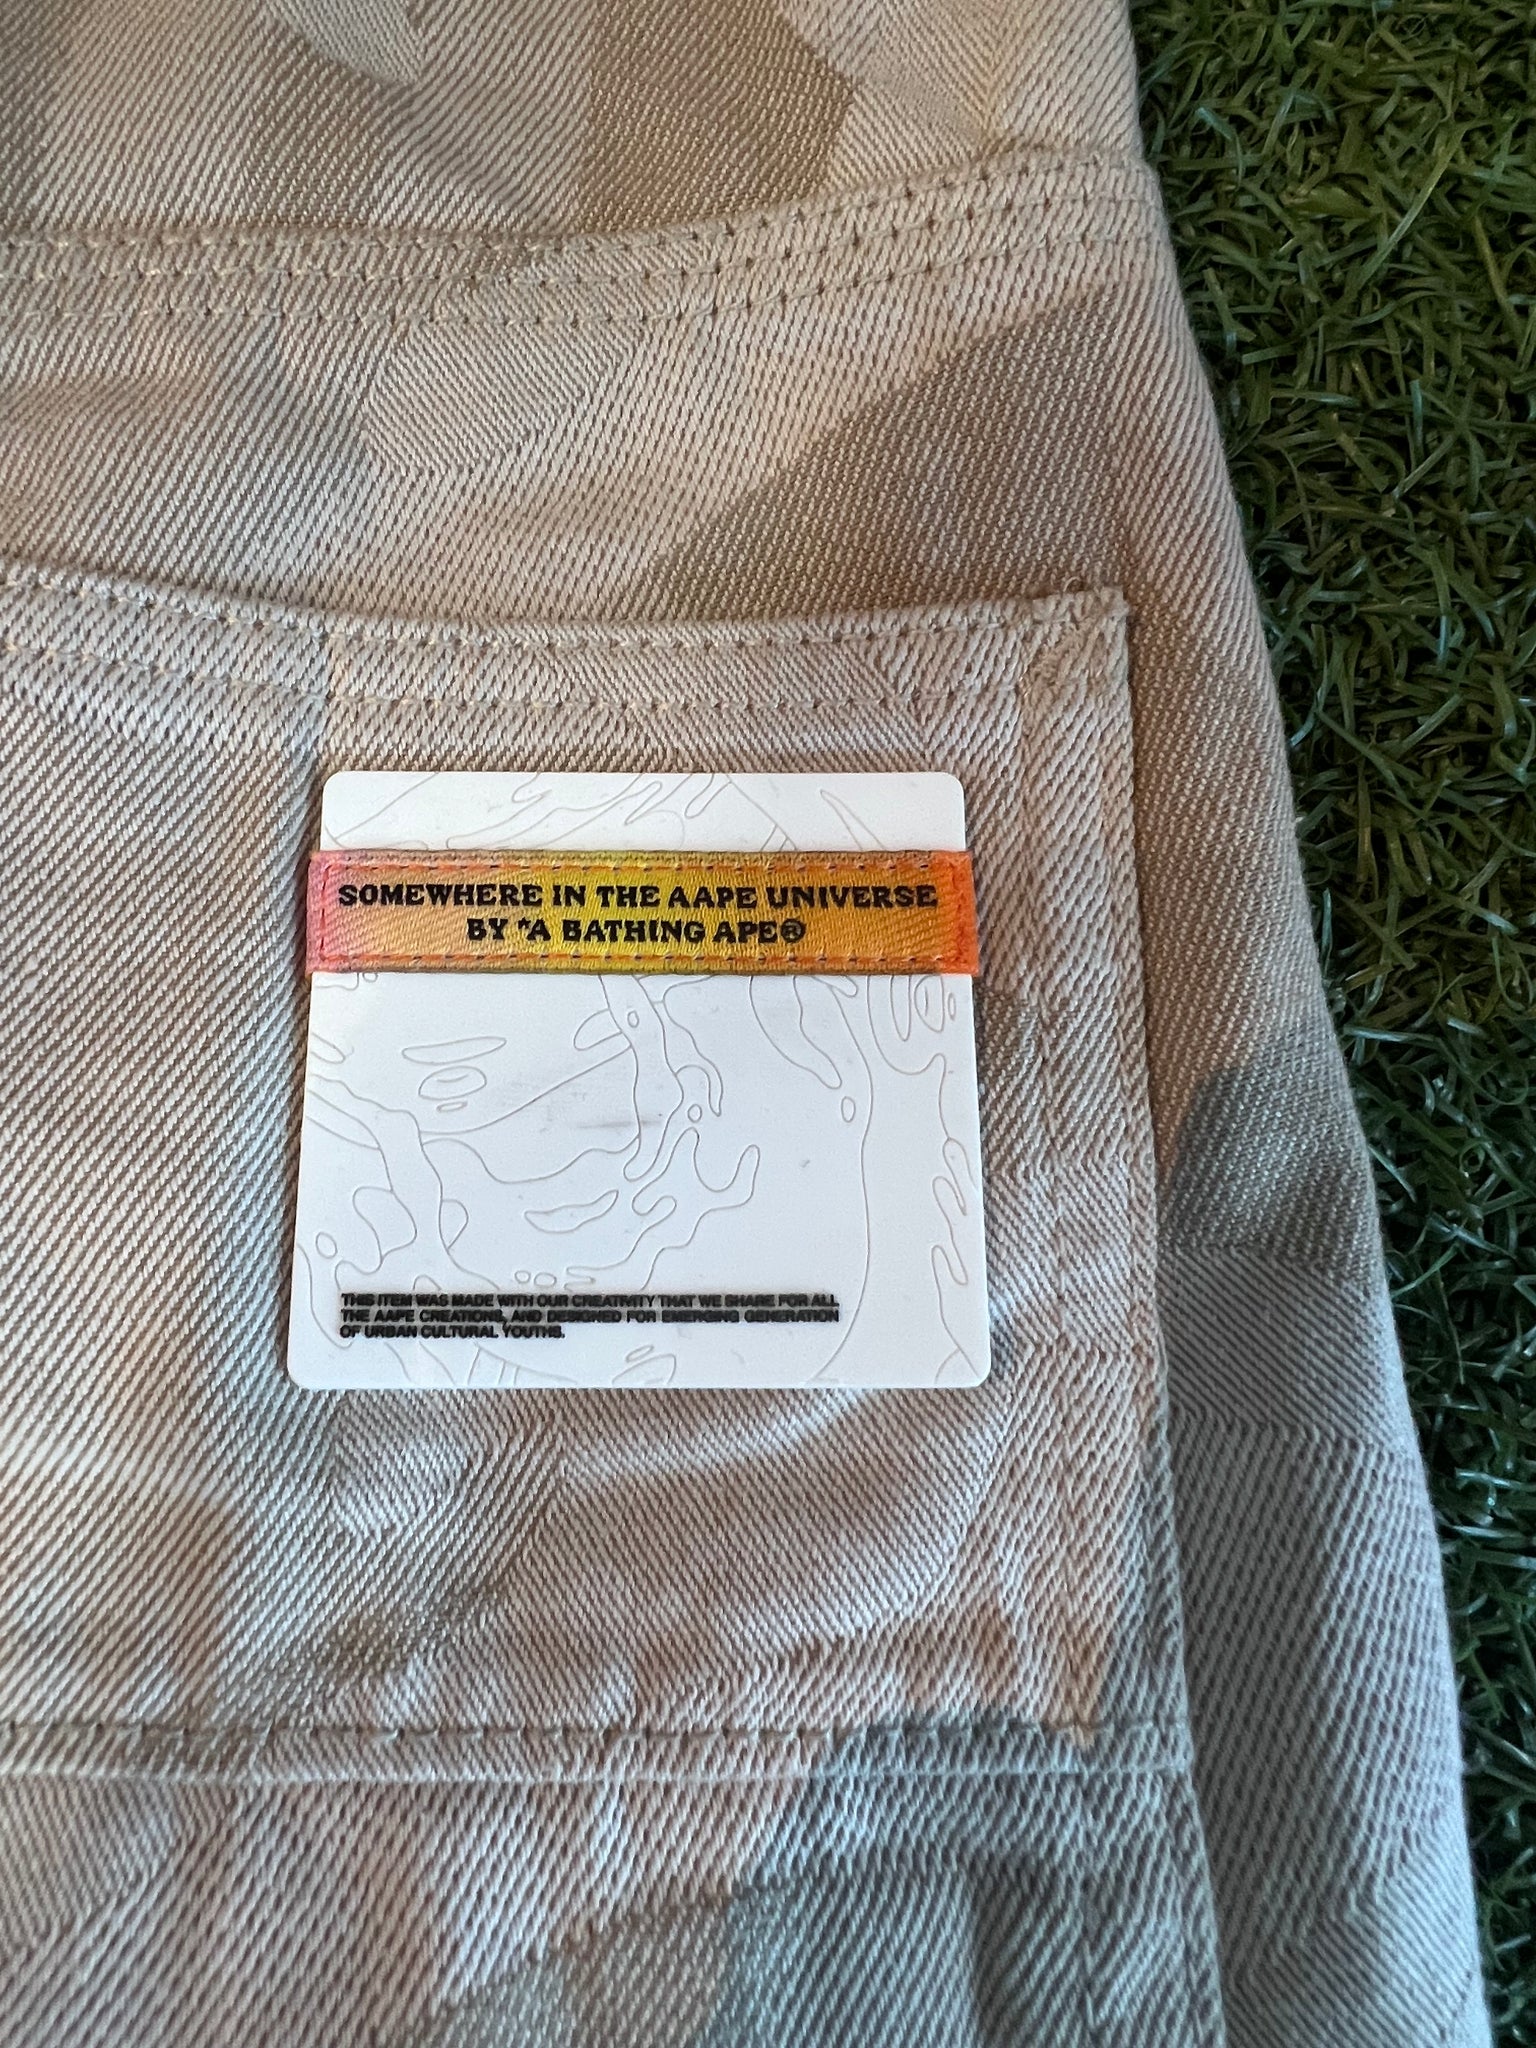 SOMEWHERE IN THE AAPE UNIVERSE
BY *A BATHING APE®
THIS ITEM WAS MADE WITH OUR CREATIVITY THAT WE SHARE FOR ALL
THE AAPE CREATIONS, AND DESIGNED FOR EMERGING GENERATION
OF URBAN CULTURAL YOUTHS.